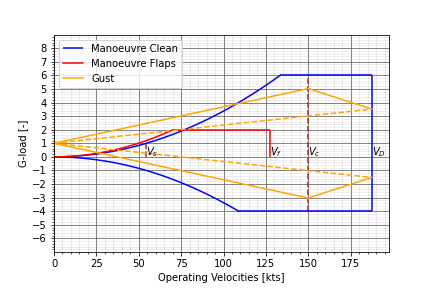 8
7
6
5
4
3
2
1
0
−1
−2
−3
−4
−5
−6
G-load [-]
Manoeuvre Clean
Manoeuvre Flaps
Gust
Vs
Vf
Vc
VD
0 25 50 75 100 125 150 175
Operating Velocities [kts]